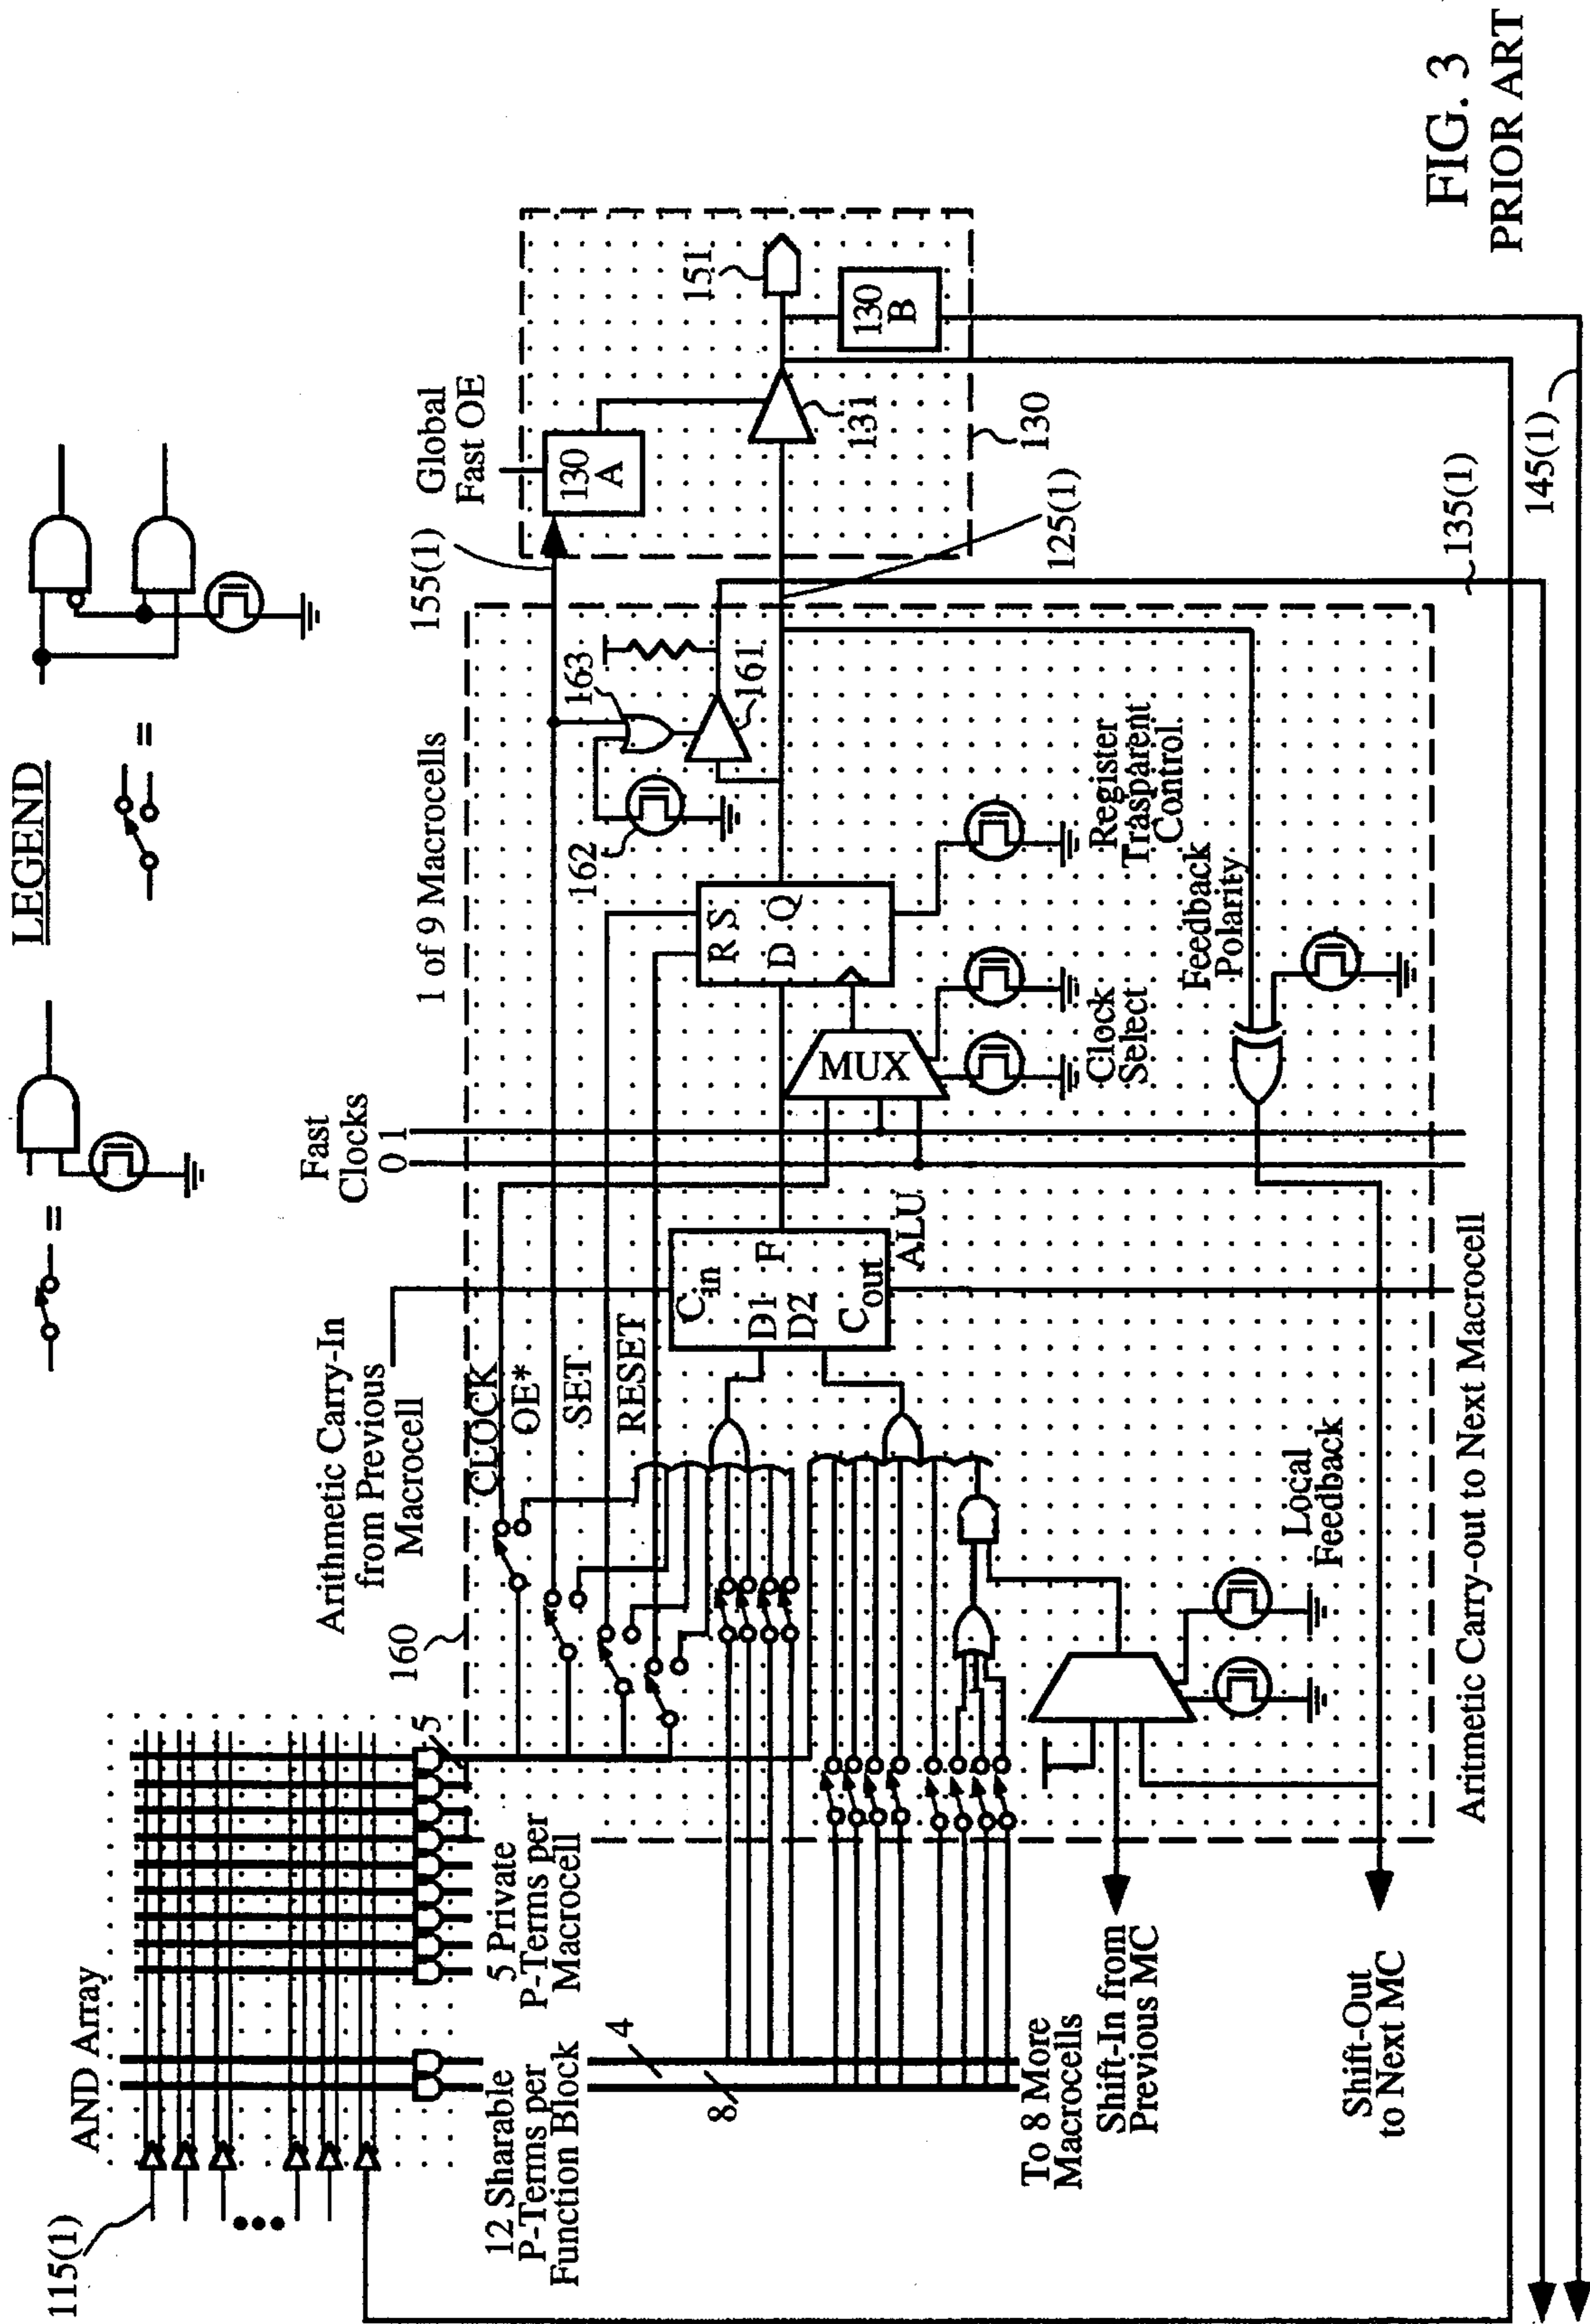 LEGEND
=
=
115(1)
AND Array
12 Sharable
P-Terms per
Function Block
5 Private
P-Terms per
Macrocell
5
4
8
To 8 More
Macrocells
Shift-In from
Previous MC
Shift-Out
to Next MC
160
Arithmetic Carry-In
from Previous
Macrocell
Fast
Clocks
0 1
1 of 9 Macrocells
CLOCK
OE*
SET
RESET
Cin
D1
D2
F
Cout
ALU
MUX
R S
D Q
Clock
Select
Register
Trasparent
Control
Feedback
Polarity
Local
Feedback
162
163
161
155(1)
Global
Fast OE
130
A
131
151
130
B
130
125(1)
135(1)
145(1)
Aritmetic Carry-out to Next Macrocell
FIG. 3
PRIOR ART